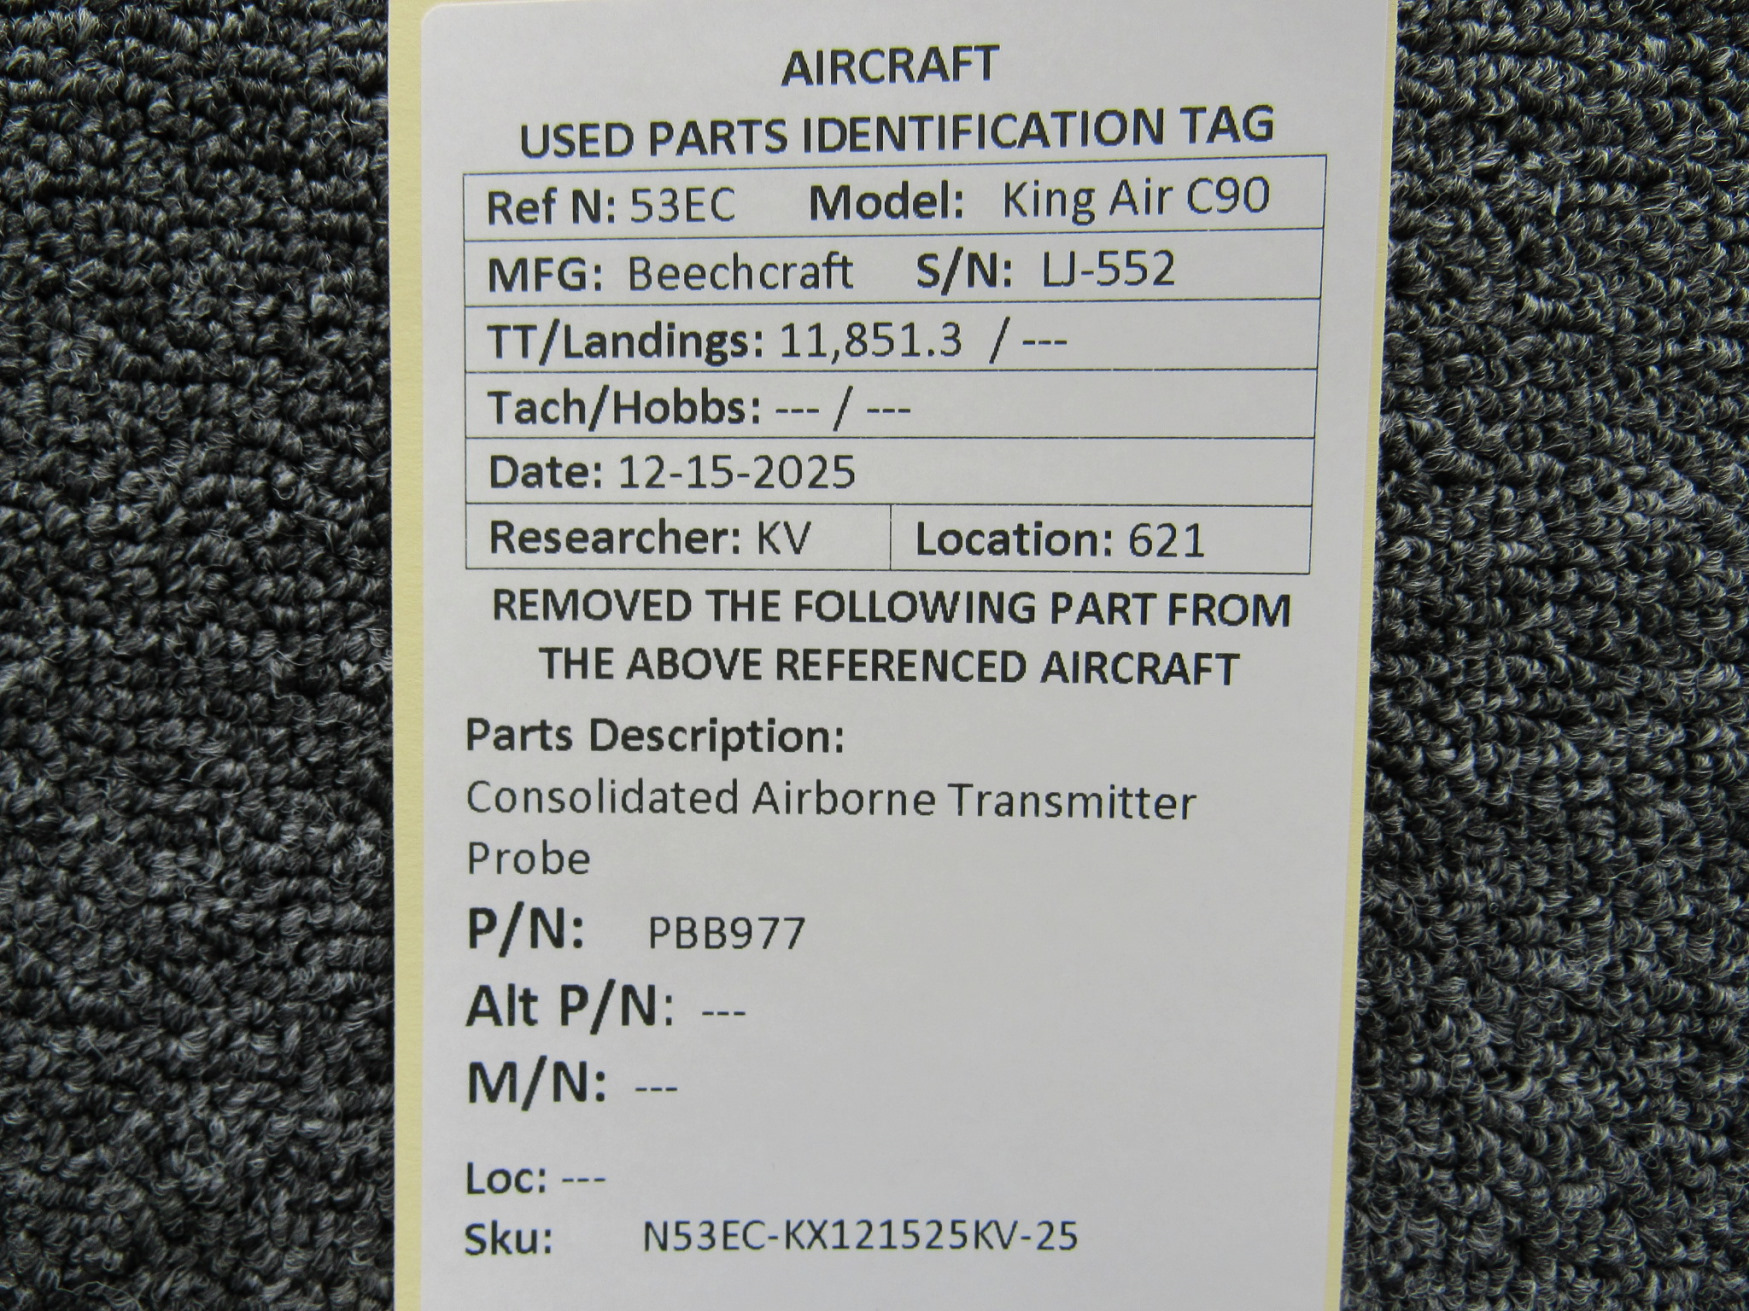 AIRCRAFT
USED PARTS IDENTIFICATION TAG
Ref N: 53EC Model: King Air C90
MFG: Beechcraft S/N: LJ-552
TT/Landings: 11,851.3 / ---
Tach/Hobbs: --- / ---
Date: 12-15-2025
Researcher: KV Location: 621
REMOVED THE FOLLOWING PART FROM
THE ABOVE REFERENCED AIRCRAFT
Parts Description:
Consolidated Airborne Transmitter
Probe
P/N: PBB977
Alt P/N: ---
M/N: ---
Loc: ---
Sku: N53EC-KX121525KV-25